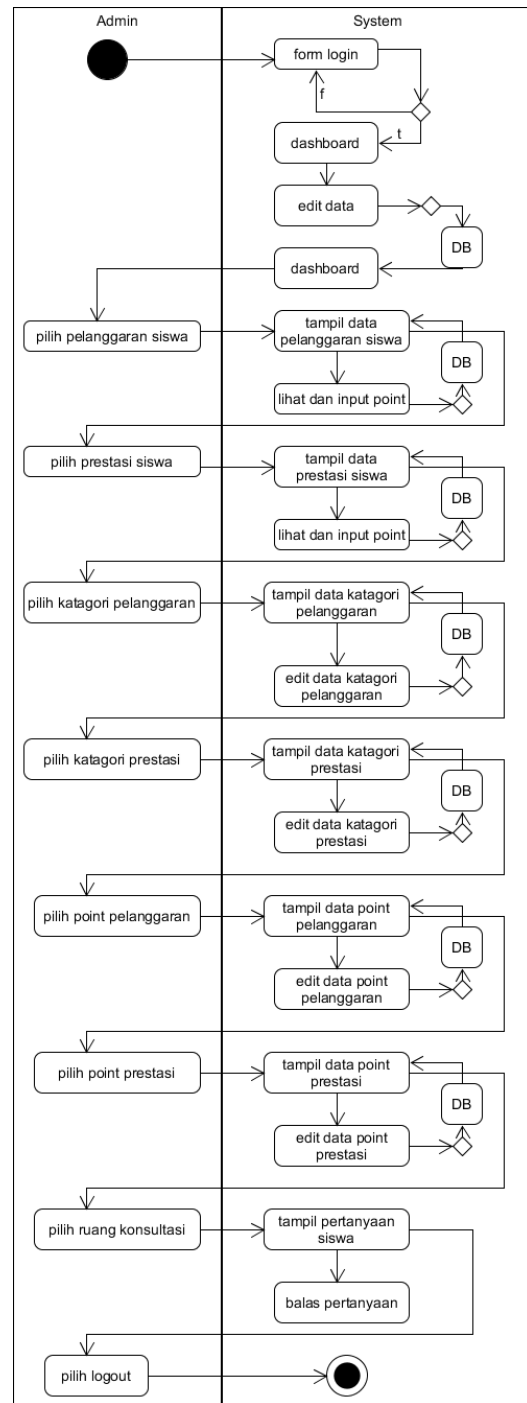 Admin
System
form login
f
t
dashboard
edit data
DB
dashboard
pilih pelanggaran siswa
tampil data
pelanggaran siswa
DB
lihat dan input point
pilih prestasi siswa
tampil data
prestasi siswa
DB
lihat dan input point
pilih katagori pelanggaran
tampil data katagori
pelanggaran
DB
edit data katagori
pelanggaran
pilih katagori prestasi
tampil data katagori
prestasi
DB
edit data katagori
prestasi
pilih point pelanggaran
tampil data point
pelanggaran
DB
edit data point
pelanggaran
pilih point prestasi
tampil data point
prestasi
DB
edit data point
prestasi
pilih ruang konsultasi
tampil pertanyaan
siswa
balas pertanyaan
pilih logout